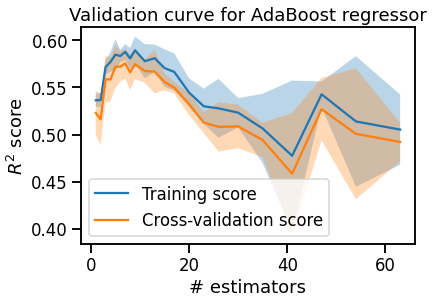 Validation curve for AdaBoost regressor
0.60
0.55
0.50
0.45
0.40
R² score
Training score
Cross-validation score
0 20 40 60
# estimators